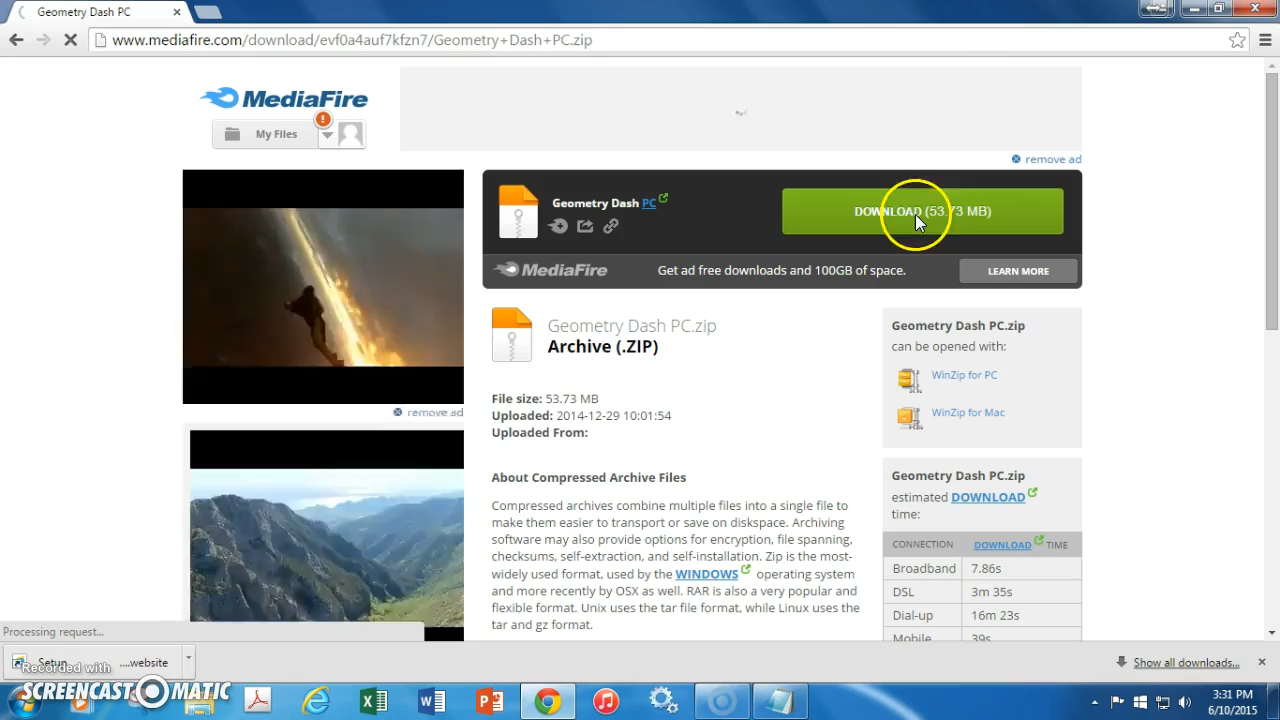 Geometry Dash PC
www.mediafire.com/download/evf0a4auf7kfzn7/Geometry+Dash+PC.zip
MediaFire
My Files
!
remove ad
Geometry Dash PC
DOWNLOAD (53.73 MB)
MediaFire
Get ad free downloads and 100GB of space.
LEARN MORE
Geometry Dash PC.zip
Archive (.ZIP)
File size: 53.73 MB
Uploaded: 2014-12-29 10:01:54
Uploaded From:
About Compressed Archive Files
Compressed archives combine multiple files into a single file to
make them easier to transport or save on diskspace. Archiving
software may also provide options for encryption, file spanning,
checksums, self-extraction, and self-installation. Zip is the most-
widely used format, used by the WINDOWS operating system
and more recently by OSX as well. RAR is also a very popular and
flexible format. Unix uses the tar file format, while Linux uses the
tar and gz format.
Geometry Dash PC.zip
can be opened with:
WinZip for PC
WinZip for Mac
Geometry Dash PC.zip
estimated DOWNLOAD
time:
CONNECTION DOWNLOAD TIME
Broadband 7.86s
DSL 3m 35s
Dial-up 16m 23s
Mobile 39s
remove ad
Processing request...
Setup ....website
Show all downloads...
Recorded with
SCREENCAST MATIC
3:31 PM
6/10/2015